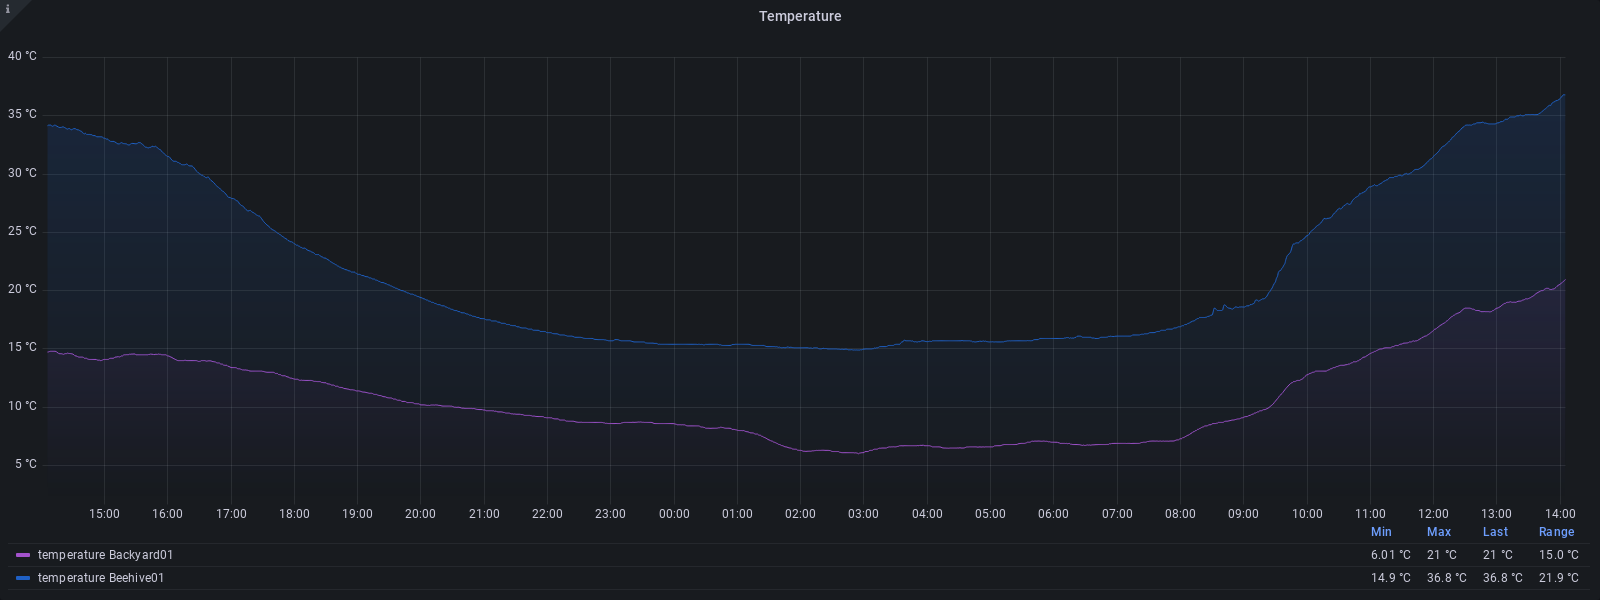 i
Temperature
40 °C
35 °C
30 °C
25 °C
20 °C
15 °C
10 °C
5 °C
15:00 16:00 17:00 18:00 19:00 20:00 21:00 22:00 23:00 00:00 01:00 02:00 03:00 04:00 05:00 06:00 07:00 08:00 09:00 10:00 11:00 12:00 13:00 14:00
Min Max Last Range
temperature Backyard01 6.01 °C 21 °C 21 °C 15.0 °C
temperature Beehive01 14.9 °C 36.8 °C 36.8 °C 21.9 °C